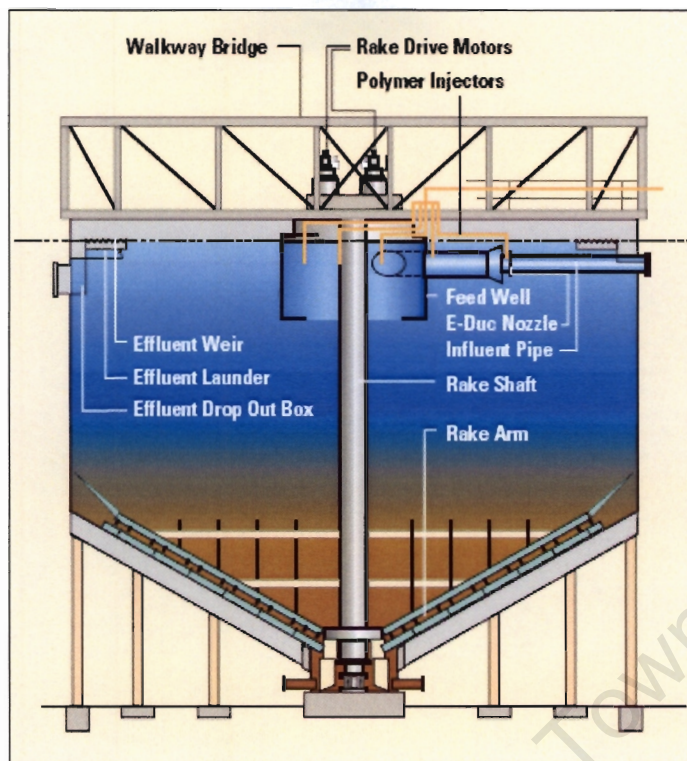 Walkway Bridge
Rake Drive Motors
Polymer Injectors
Feed Well
E-Duc Nozzle
Influent Pipe
Effluent Weir
Effluent Launder
Effluent Drop Out Box
Rake Shaft
Rake Arm
Town